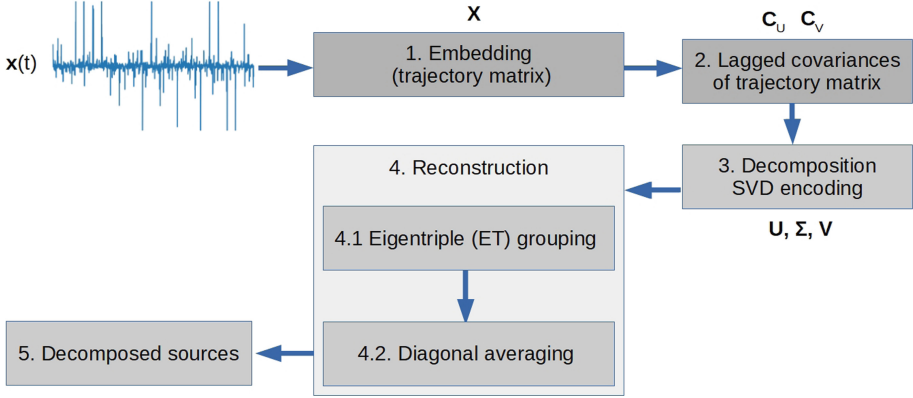 x(t)
X
1. Embedding
(trajectory matrix)
C_U C_V
2. Lagged covariances
of trajectory matrix
3. Decomposition
SVD encoding
U, Σ, V
4. Reconstruction
4.1 Eigentriple (ET) grouping
4.2. Diagonal averaging
5. Decomposed sources